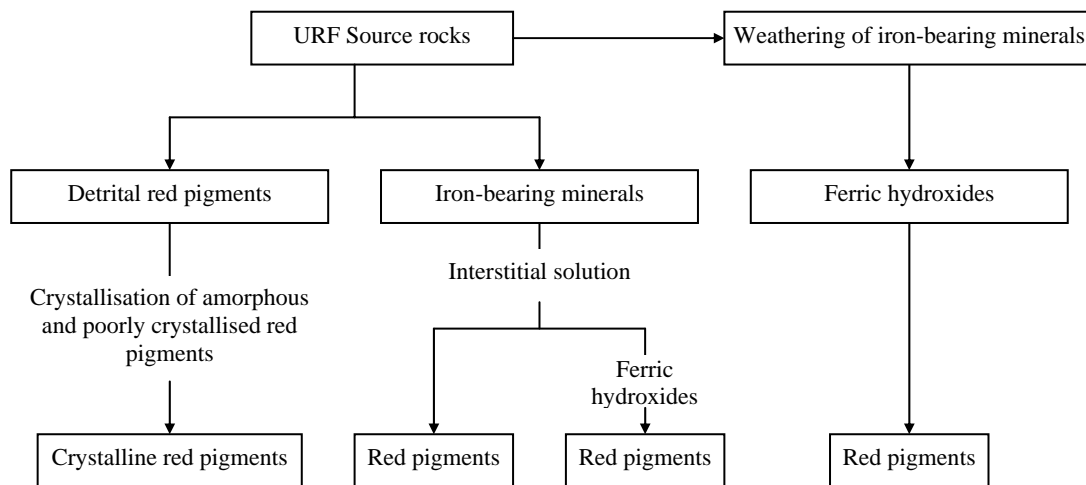 URF Source rocks
Weathering of iron-bearing minerals
Detrital red pigments
Iron-bearing minerals
Ferric hydroxides
Interstitial solution
Crystallisation of amorphous
and poorly crystallised red
pigments
Ferric
hydroxides
Crystalline red pigments
Red pigments
Red pigments
Red pigments